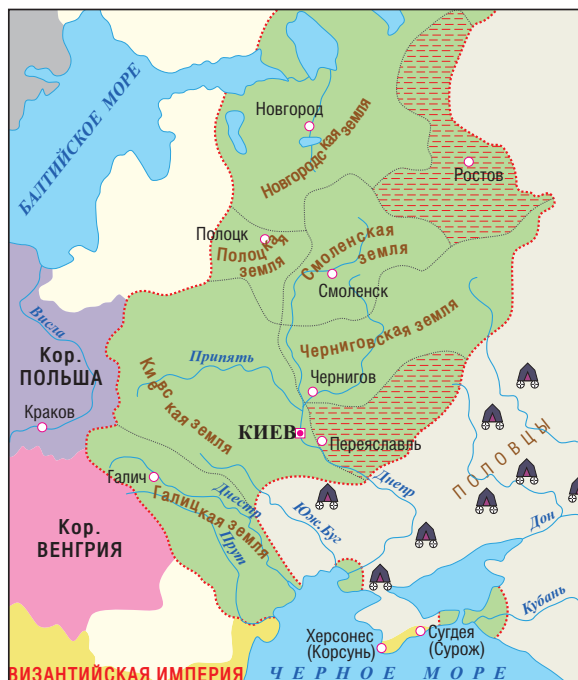 БАЛТИЙСКОЕ МОРЕ
Новгород
Новгородская земля
Ростов
Полоцк
Полоцкая
земля
Смоленская
земля
Смоленск
Висла
Кор.
ПОЛЬША
Припять
Черниговская земля
Чернигов
Киевская земля
Краков
КИЕВ
Переяславль
ПОЛОВЦЫ
Галич
Галицкая земля
Днестр
Днепр
Юж.Буг
Прут
Дон
Кор.
ВЕНГРИЯ
Кубань
Херсонес
(Корсунь)
Сугдея
(Сурож)
ВИЗАНТИЙСКАЯ ИМПЕРИЯ
ЧЕРНОЕ МОРЕ